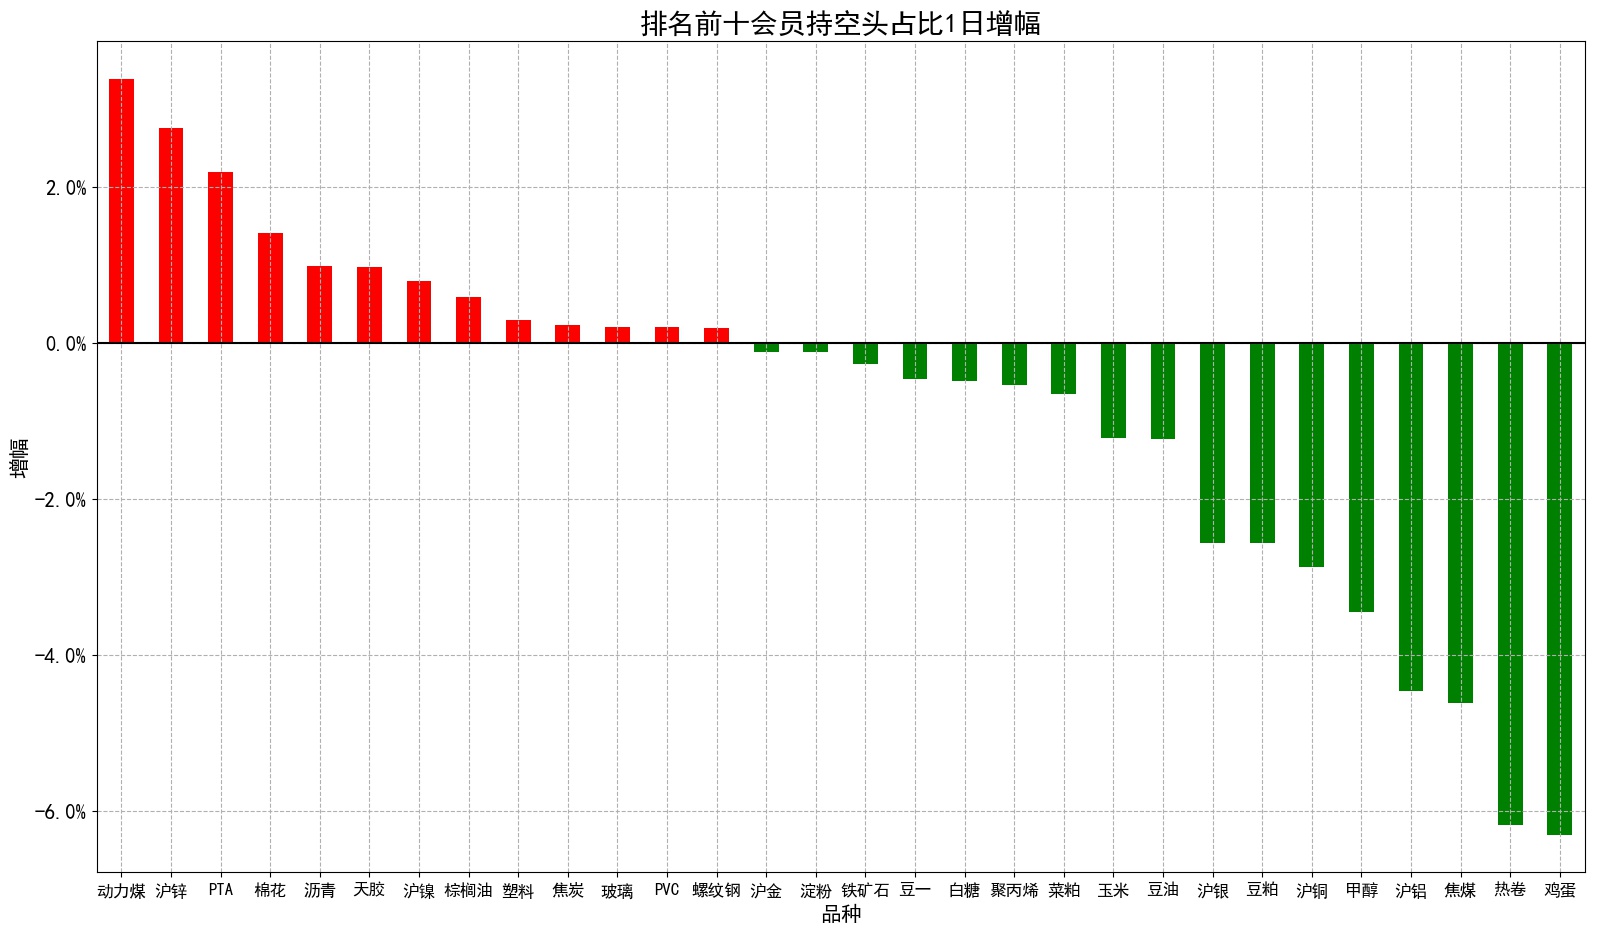 排名前十会员持空头占比1日增幅
2.0%
0.0%
-2.0%
-4.0%
-6.0%
增幅
动力煤 沪锌 PTA 棉花 沥青 天胶 沪镍 棕榈油 塑料 焦炭 玻璃 PVC 螺纹钢 沪金 淀粉 铁矿石 豆一 白糖 聚丙烯 菜粕 玉米 豆油 沪银 豆粕 沪铜 甲醇 沪铝 焦煤 热卷 鸡蛋
品种